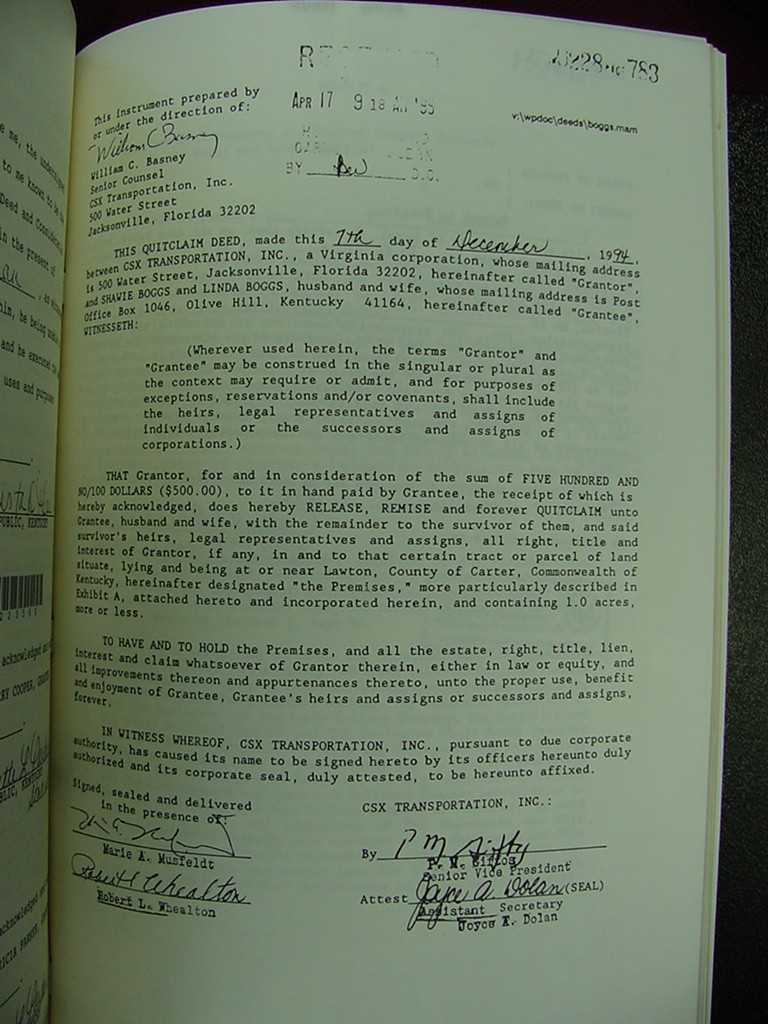 228 783
APR 17 9 18 AM '95
v:\wpdoc\deeds\boggs.mam
This instrument prepared by
or under the direction of:
William C Basney
William C. Basney
Senior Counsel
CSX Transportation, Inc.
500 Water Street
Jacksonville, Florida 32202
BY D.C.
THIS QUITCLAIM DEED, made this 7th day of December, 1994,
between CSX TRANSPORTATION, INC., a Virginia corporation, whose mailing address
is 500 Water Street, Jacksonville, Florida 32202, hereinafter called "Grantor",
and SHAWIE BOGGS and LINDA BOGGS, husband and wife, whose mailing address is Post
Office Box 1046, Olive Hill, Kentucky 41164, hereinafter called "Grantee",
WITNESSETH:
(Wherever used herein, the terms "Grantor" and
"Grantee" may be construed in the singular or plural as
the context may require or admit, and for purposes of
exceptions, reservations and/or covenants, shall include
the heirs, legal representatives and assigns of
individuals or the successors and assigns of
corporations.)
THAT Grantor, for and in consideration of the sum of FIVE HUNDRED AND
NO/100 DOLLARS ($500.00), to it in hand paid by Grantee, the receipt of which is
hereby acknowledged, does hereby RELEASE, REMISE and forever QUITCLAIM unto
Grantee, husband and wife, with the remainder to the survivor of them, and said
survivor's heirs, legal representatives and assigns, all right, title and
interest of Grantor, if any, in and to that certain tract or parcel of land
situate, lying and being at or near Lawton, County of Carter, Commonwealth of
Kentucky, hereinafter designated "the Premises," more particularly described in
Exhibit A, attached hereto and incorporated herein, and containing 1.0 acres,
more or less.
TO HAVE AND TO HOLD the Premises, and all the estate, right, title, lien,
interest and claim whatsoever of Grantor therein, either in law or equity, and
all improvements thereon and appurtenances thereto, unto the proper use, benefit
and enjoyment of Grantee, Grantee's heirs and assigns or successors and assigns,
forever.
IN WITNESS WHEREOF, CSX TRANSPORTATION, INC., pursuant to due corporate
authority, has caused its name to be signed hereto by its officers hereunto duly
authorized and its corporate seal, duly attested, to be hereunto affixed.
Signed, sealed and delivered
in the presence of:
CSX TRANSPORTATION, INC.:
Marie A. Musfeldt
By
P. M. Giftos
Senior Vice President
Robert L Whealton
Robert L. Whealton
Attest Joyce A. Dolan (SEAL)
Assistant Secretary
Joyce A. Dolan